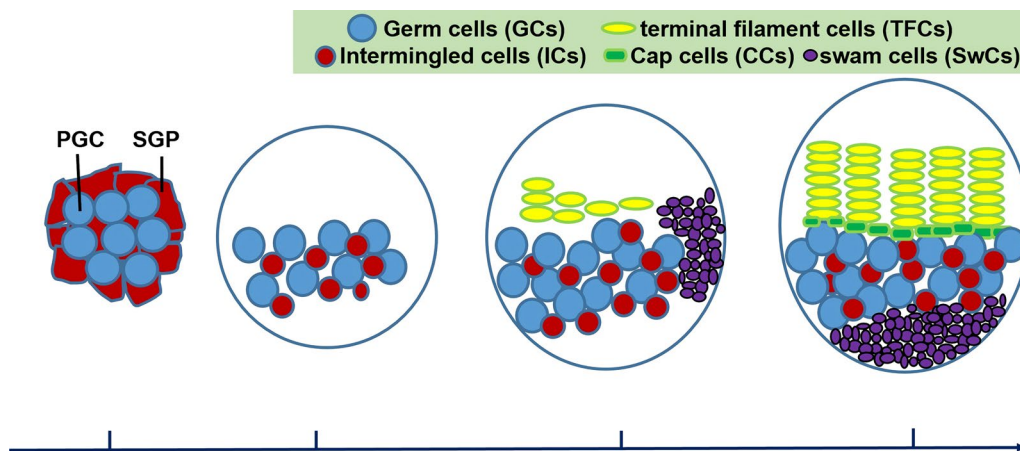 Germ cells (GCs) terminal filament cells (TFCs)
Intermingled cells (ICs) Cap cells (CCs) swam cells (SwCs)
PGC SGP